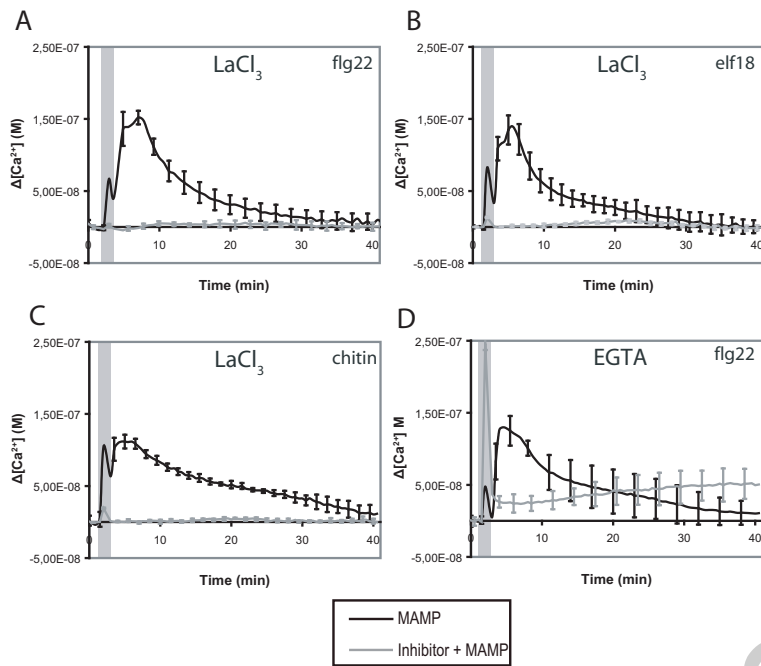 A
LaCl3
flg22
2,50E-07
1,50E-07
5,00E-08
-5,00E-08
Δ[Ca2+] (M)
0
10
20
30
40
Time (min)
B
LaCl3
elf18
2,50E-07
1,50E-07
5,00E-08
-5,00E-08
Δ[Ca2+] (M)
0
10
20
30
40
Time (min)
C
LaCl3
chitin
2,50E-07
1,50E-07
5,00E-08
-5,00E-08
Δ[Ca2+] (M)
0
10
20
30
40
Time (min)
D
EGTA
flg22
2,50E-07
1,50E-07
5,00E-08
-5,00E-08
Δ[Ca2+] M
0
10
20
30
40
Time (min)
MAMP
Inhibitor + MAMP